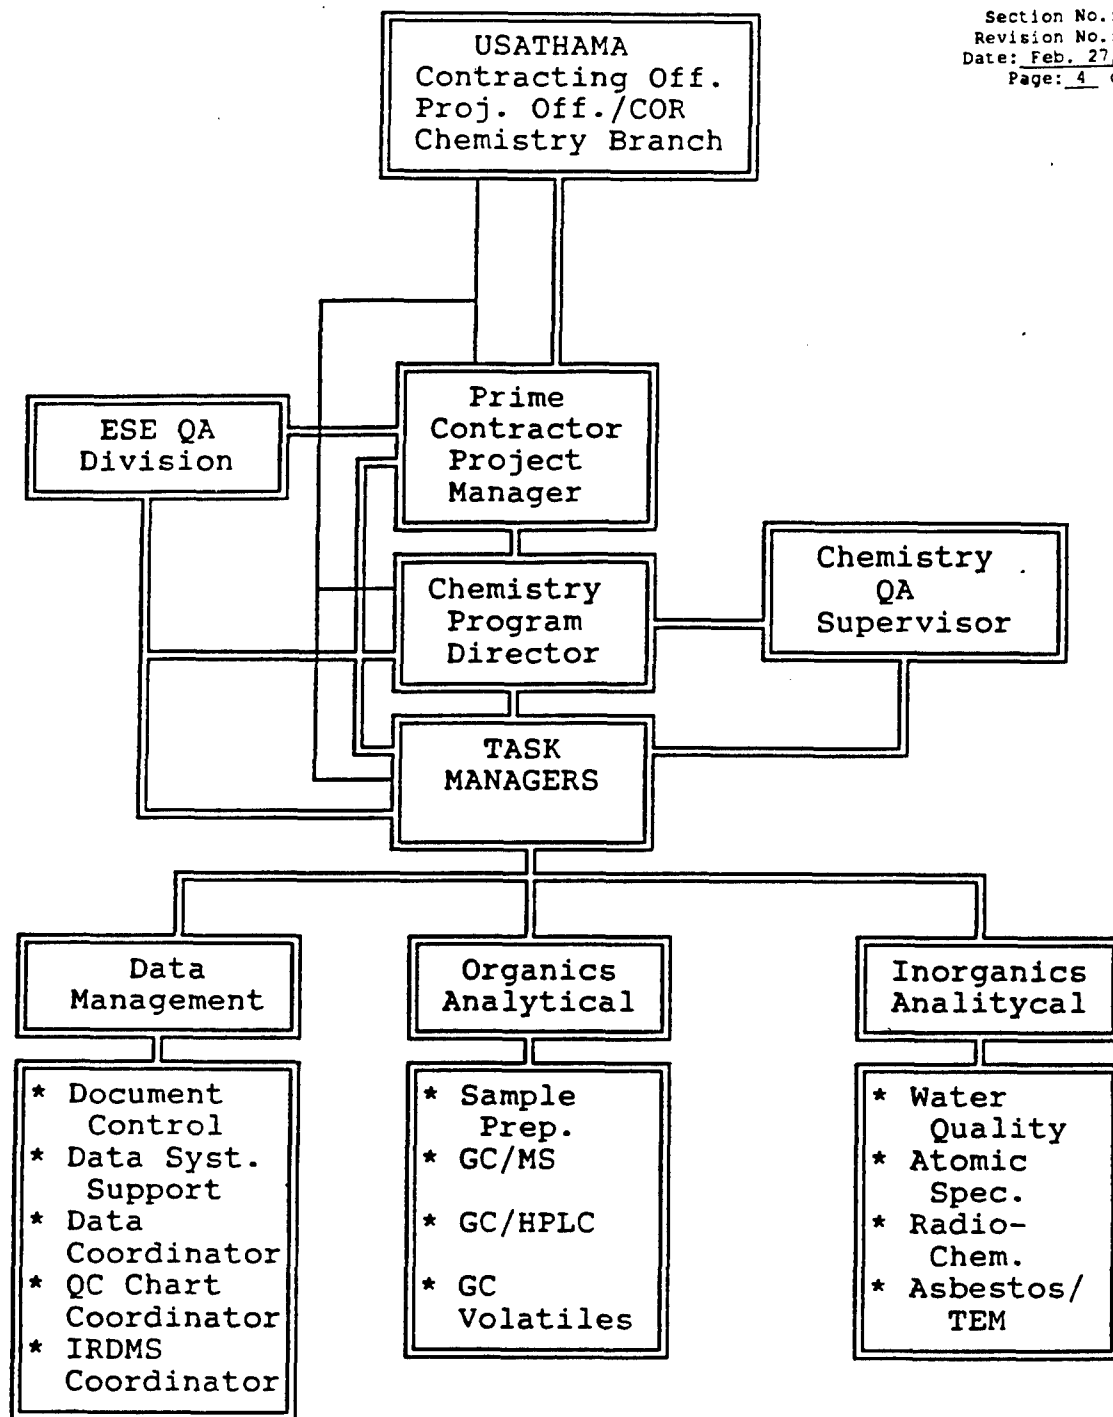 Section No.:
Revision No.:
Date: Feb. 27,
Page: 4
USATHAMA
Contracting Off.
Proj. Off./COR
Chemistry Branch
ESE QA
Division
Prime
Contractor
Project
Manager
Chemistry
Program
Director
Chemistry
QA
Supervisor
TASK
MANAGERS
Data
Management
* Document
Control
* Data Syst.
Support
* Data
Coordinator
* QC Chart
Coordinator
* IRDMS
Coordinator
Organics
Analytical
* Sample
Prep.
* GC/MS
* GC/HPLC
* GC
Volatiles
Inorganics
Analitycal
* Water
Quality
* Atomic
Spec.
* Radio-
Chem.
* Asbestos/
TEM